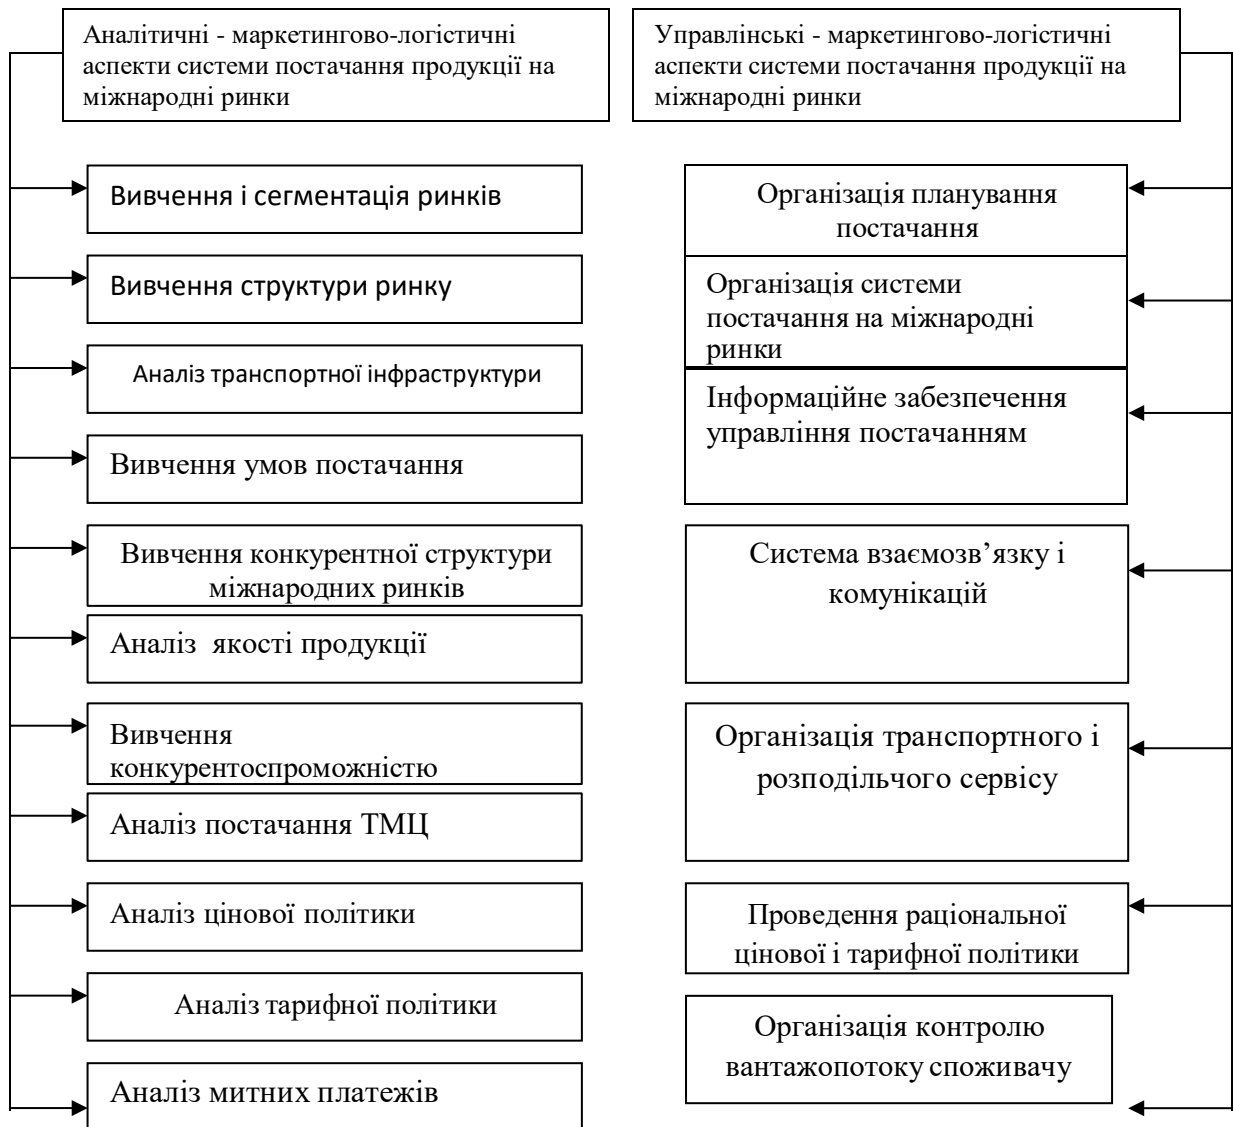 Аналітичні - маркетингово-логістичні
аспекти системи постачання продукції на
міжнародні ринки
Управлінські - маркетингово-логістичні
аспекти системи постачання продукції на
міжнародні ринки
Вивчення і сегментація ринків
Вивчення структури ринку
Аналіз транспортної інфраструктури
Вивчення умов постачання
Вивчення конкурентної структури
міжнародних ринків
Аналіз якості продукції
Вивчення
конкурентоспроможністю
Аналіз постачання ТМЦ
Аналіз цінової політики
Аналіз тарифної політики
Аналіз митних платежів
Організація планування
постачання
Організація системи
постачання на міжнародні
ринки
Інформаційне забезпечення
управління постачанням
Система взаємозв’язку і
комунікацій
Організація транспортного і
розподільчого сервісу
Проведення раціональної
цінової і тарифної політики
Організація контролю
вантажопотоку споживачу